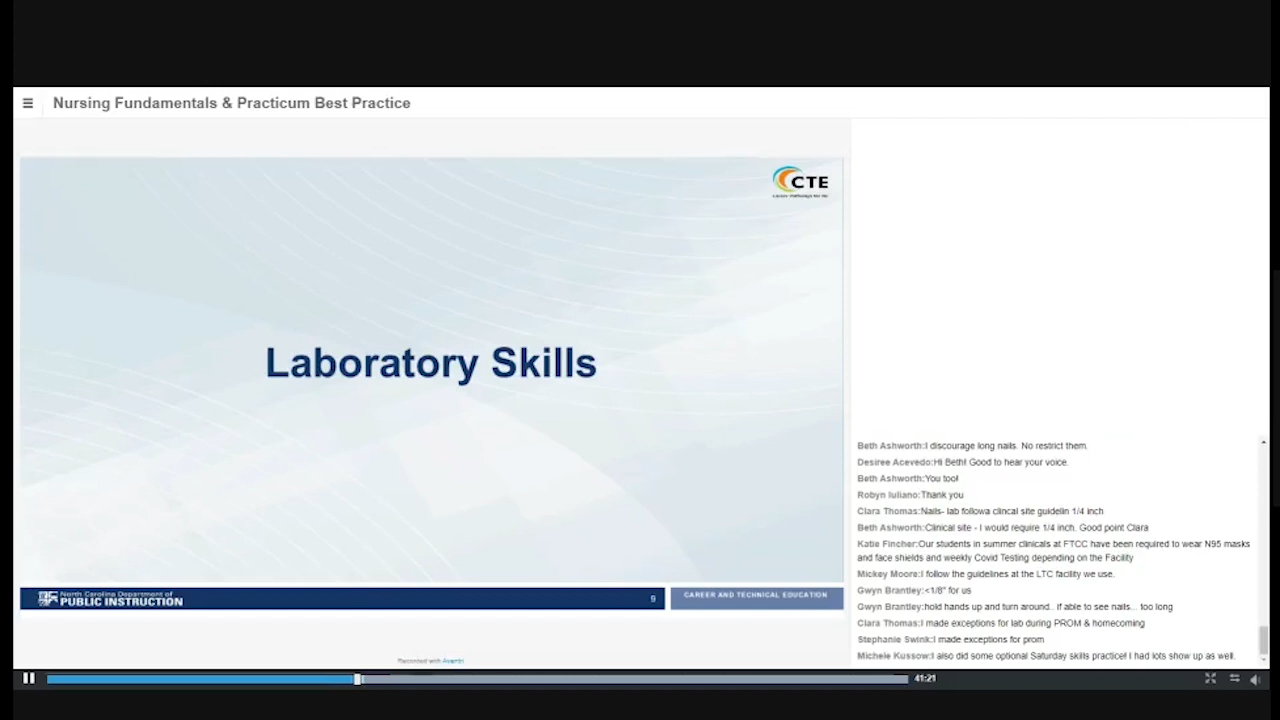 Nursing Fundamentals & Practicum Best Practice
CTE
Laboratory Skills
North Carolina Department of
PUBLIC INSTRUCTION
9
CAREER AND TECHNICAL EDUCATION
Recorded with
Beth Ashworth:I discourage long nails. No restrict them.
Desiree Acevedo:Hi Beth! Good to hear your voice.
Beth Ashworth:You too!
Robyn Iuliano:Thank you
Clara Thomas:Nails- lab followa clincal site guidelin 1/4 inch
Beth Ashworth:Clinical site - I would require 1/4 inch. Good point Clara
Katie Fincher:Our students in summer clinicals at FTCC have been required to wear N95 masks
and face shields and weekly Covid Testing depending on the Facility
Mickey Moore:I follow the guidelines at the LTC facility we use.
Gwyn Brantley:<1/8" for us
Gwyn Brantley:hold hands up and turn around.. if able to see nails... too long
Clara Thomas:I made exceptions for lab during PROM & homecoming
Stephanie Swink:I made exceptions for prom
Michele Kussow:I also did some optional Saturday skills practice! I had lots show up as well.
41:21